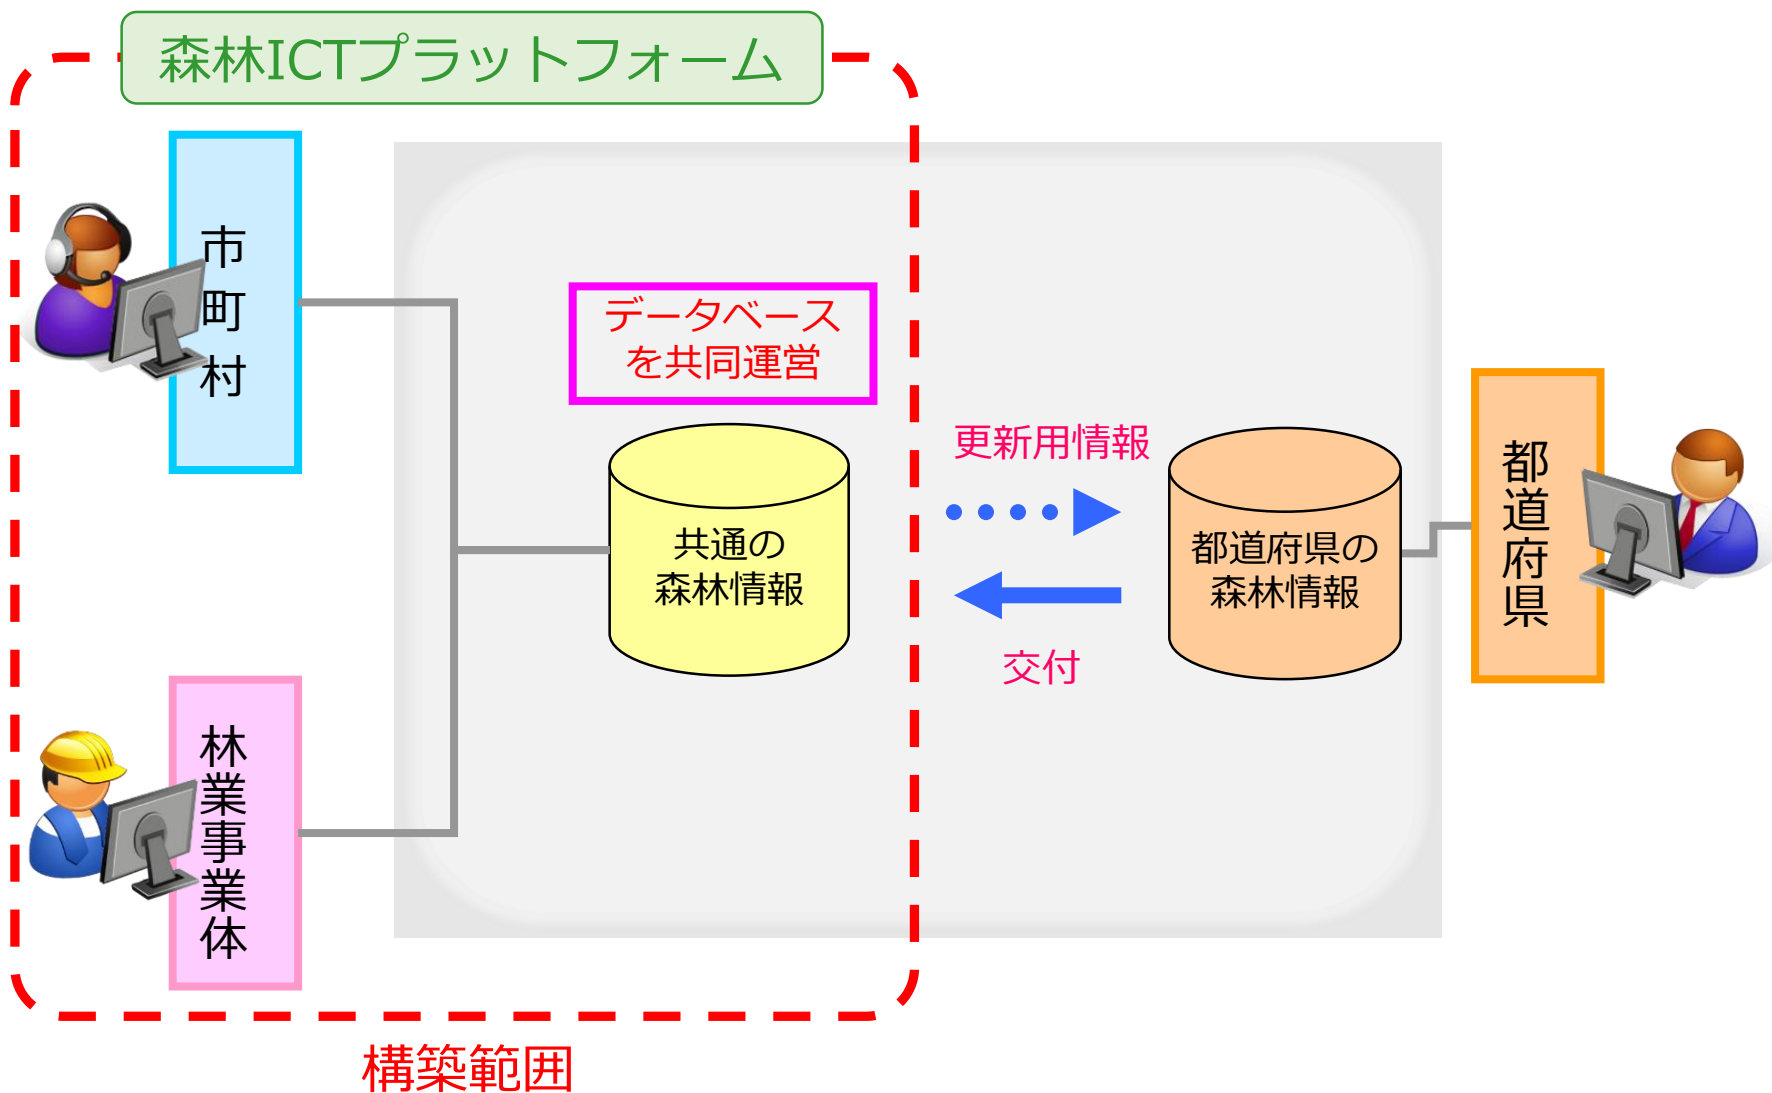 森林ICTプラットフォーム
市町村
データベース
を共同運営
更新用情報
共通の
森林情報
都道府県の
森林情報
都道府県
交付
林業事業体
構築範囲